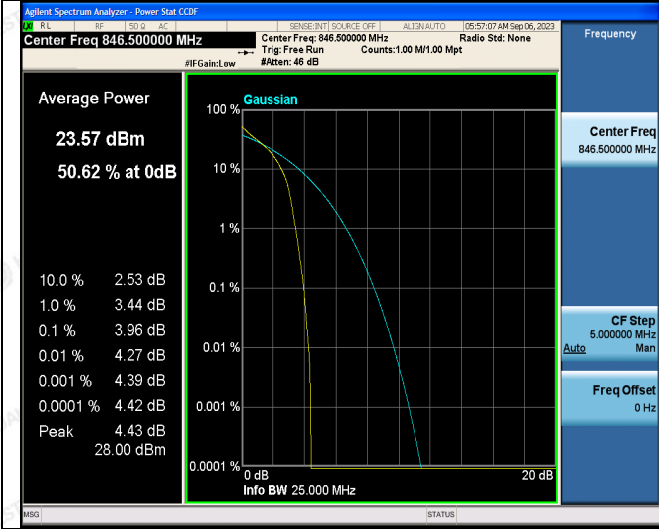 Agilent Spectrum Analyzer - Power Stat CCDF
RL RF 50 Ω AC SENSE:INT SOURCE OFF ALIGN AUTO 05:57:07 AM Sep 06, 2023
Center Freq 846.500000 MHz
Center Freq: 846.500000 MHz Radio Std: None
Trig: Free Run Counts:1.00 M/1.00 Mpt
#IFGain:Low #Atten: 46 dB
Frequency
Average Power
23.57 dBm
50.62 % at 0dB
10.0 % 2.53 dB
1.0 % 3.44 dB
0.1 % 3.96 dB
0.01 % 4.27 dB
0.001 % 4.39 dB
0.0001 % 4.42 dB
Peak 4.43 dB
28.00 dBm
Gaussian
100 %
10 %
1 %
0.1 %
0.01 %
0.001 %
0.0001 %
0 dB 20 dB
Info BW 25.000 MHz
Center Freq
846.500000 MHz
CF Step
5.000000 MHz
Auto Man
Freq Offset
0 Hz
MSG STATUS